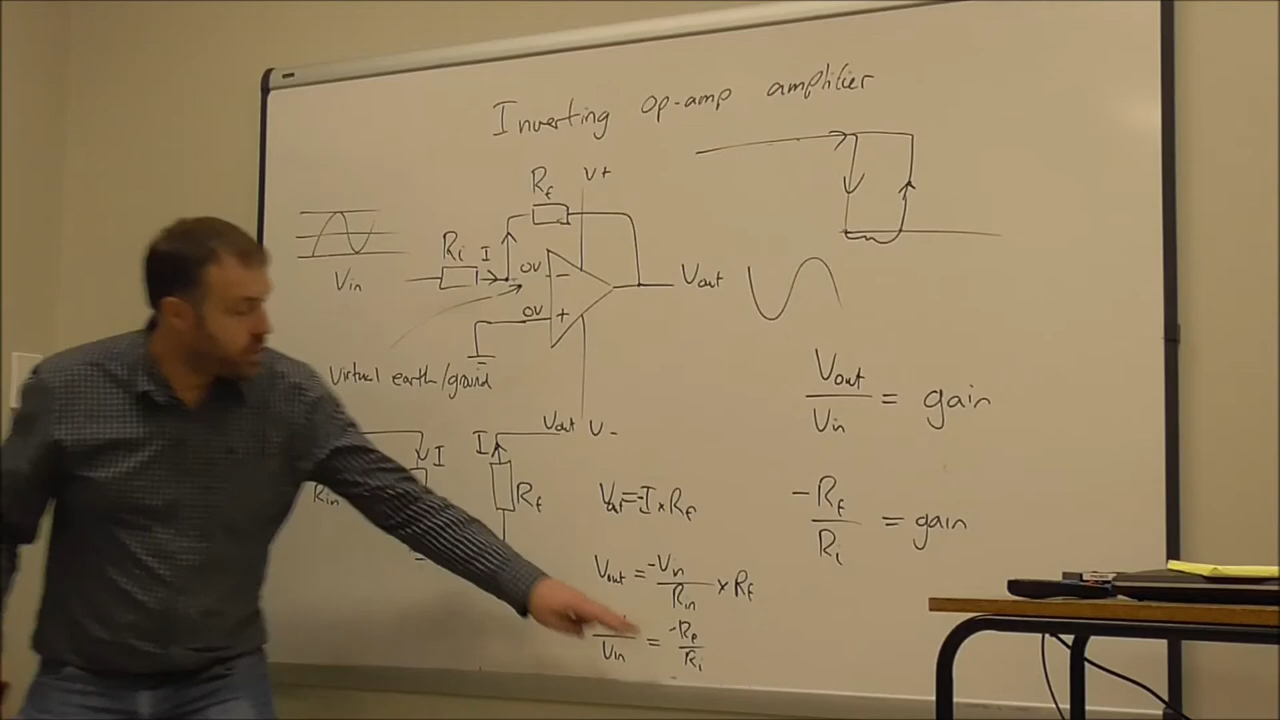 Inverting op-amp amplifier
Rf V+
Ri I 0V − Vout
Vin
0V +
Virtual earth/ground
Vout = gain
Vin
Vout V-
I I
Rin Rf
Vout = -I × Rf
-Rf = gain
Ri
Vout = -Vin × Rf
Rin
= -Rf
Vin Ri